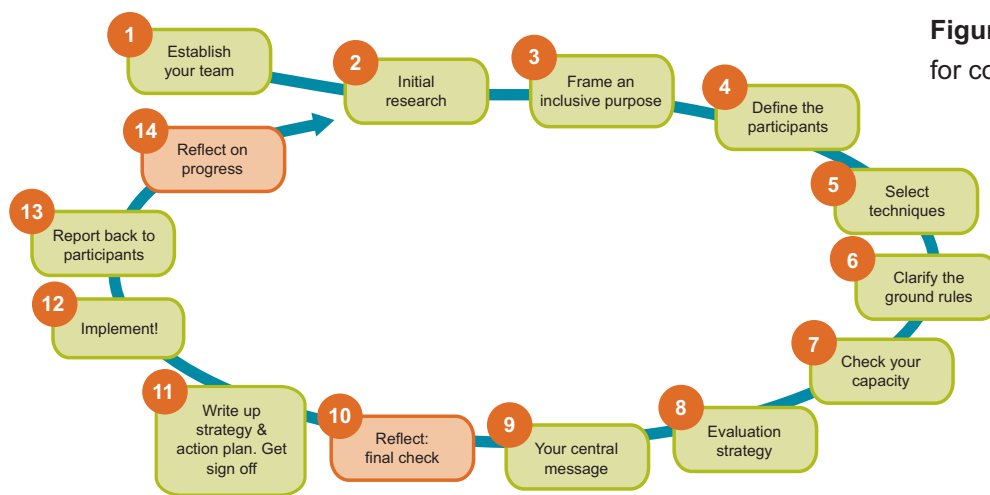 1
Establish
your team
2
Initial
research
3
Frame an
inclusive purpose
4
Define the
participants
5
Select
techniques
6
Clarify the
ground rules
7
Check your
capacity
8
Evaluation
strategy
9
Your central
message
10
Reflect:
final check
11
Write up
strategy &
action plan. Get
sign off
12
Implement!
13
Report back to
participants
14
Reflect on
progress
for